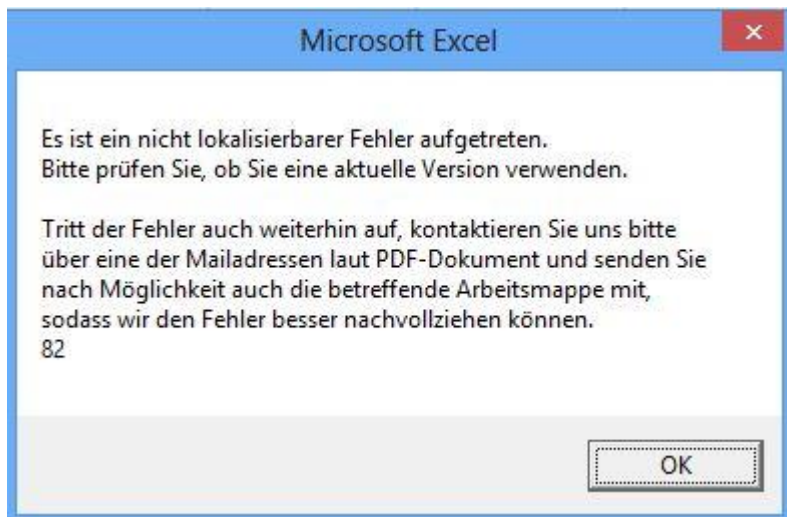 Microsoft Excel
Es ist ein nicht lokalisierbarer Fehler aufgetreten.
Bitte prüfen Sie, ob Sie eine aktuelle Version verwenden.
Tritt der Fehler auch weiterhin auf, kontaktieren Sie uns bitte
über eine der Mailadressen laut PDF-Dokument und senden Sie
nach Möglichkeit auch die betreffende Arbeitsmappe mit,
sodass wir den Fehler besser nachvollziehen können.
82
OK